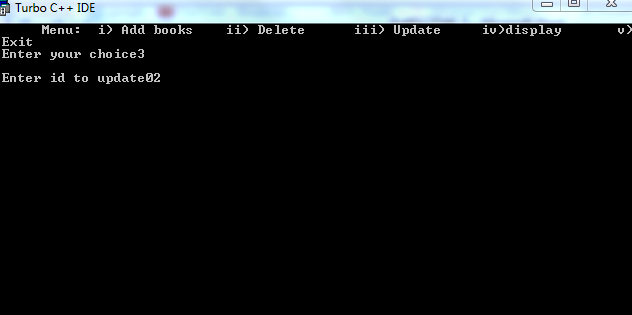 Turbo C++ IDE
Menu: i) Add books ii) Delete iii) Update iv)display v)
Exit
Enter your choice3
Enter id to update02